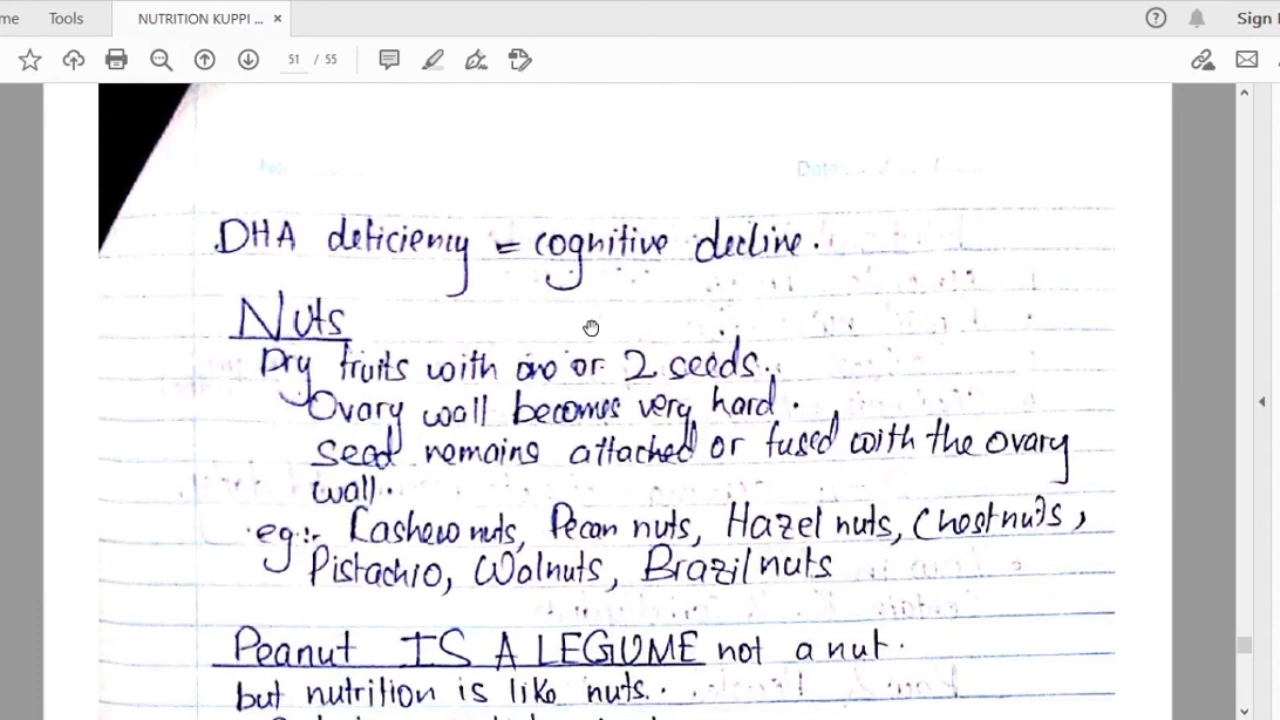 me Tools NUTRITION KUPPI ... × Sign
51 / 55
No: Date: / /
DHA deficiency = cognitive decline.
Nuts
Dry fruits with one or 2 seeds.
Ovary wall becomes very hard.
Seed remains attached or fused with the ovary
wall.
eg:- Cashew nuts, Pecan nuts, Hazel nuts, Chestnuts,
Pistachio, Walnuts, Brazil nuts
Peanut IS A LEGUME not a nut.
but nutrition is like nuts.